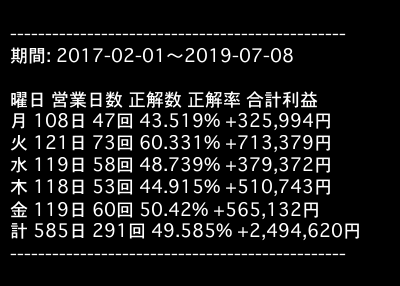 ------------------------------------------------
期間: 2017-02-01〜2019-07-08
曜日 営業日数 正解数 正解率 合計利益
月 108日 47回 43.519% +325,994円
火 121日 73回 60.331% +713,379円
水 119日 58回 48.739% +379,372円
木 118日 53回 44.915% +510,743円
金 119日 60回 50.42% +565,132円
計 585日 291回 49.585% +2,494,620円
------------------------------------------------